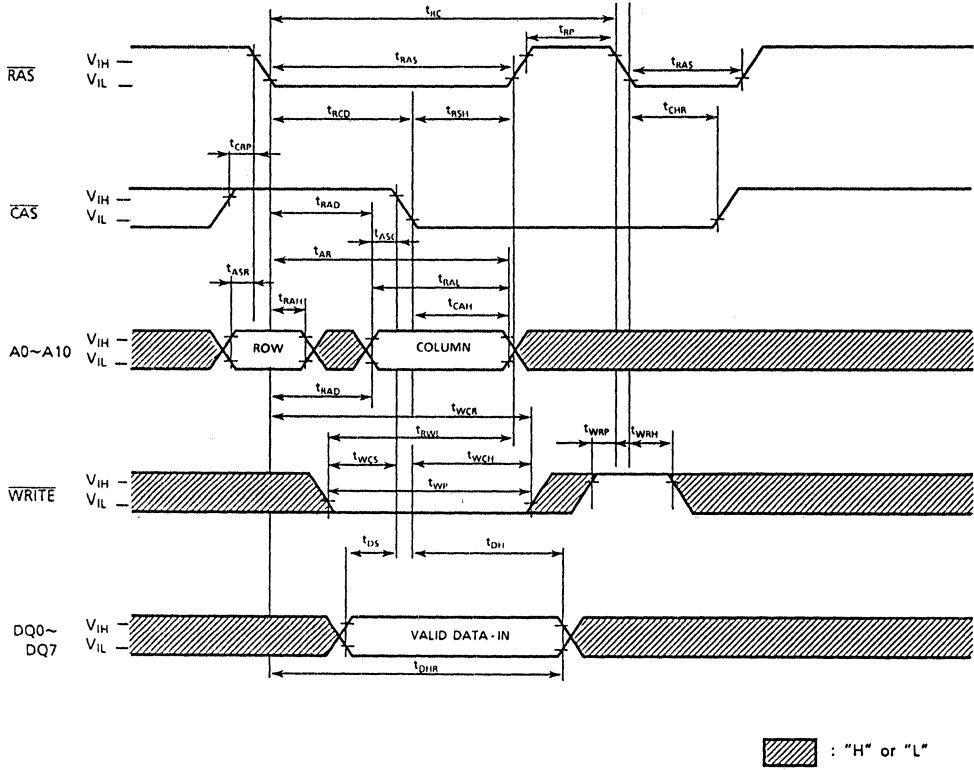 tRC
tRP
RAS
VIH
VIL
tRAS
tRAS
tRCD
tRSH
tCHR
tCRP
CAS
VIH
VIL
tRAD
tASC
tAR
tASR
tRAL
tRAH
tCAH
A0~A10
VIH
VIL
ROW
COLUMN
tRAD
tWCR
tRWL
tWRP
tWRH
tWCS
tWCH
WRITE
VIH
VIL
tWP
tDS
tDH
DQ0~
DQ7
VIH
VIL
VALID DATA-IN
tDHR
: "H" or "L"